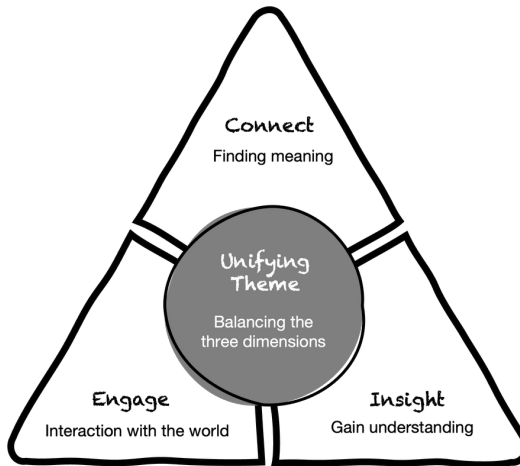 Connect
Finding meaning
Unifying
Theme
Balancing the
three dimensions
Engage
Interaction with the world
Insight
Gain understanding